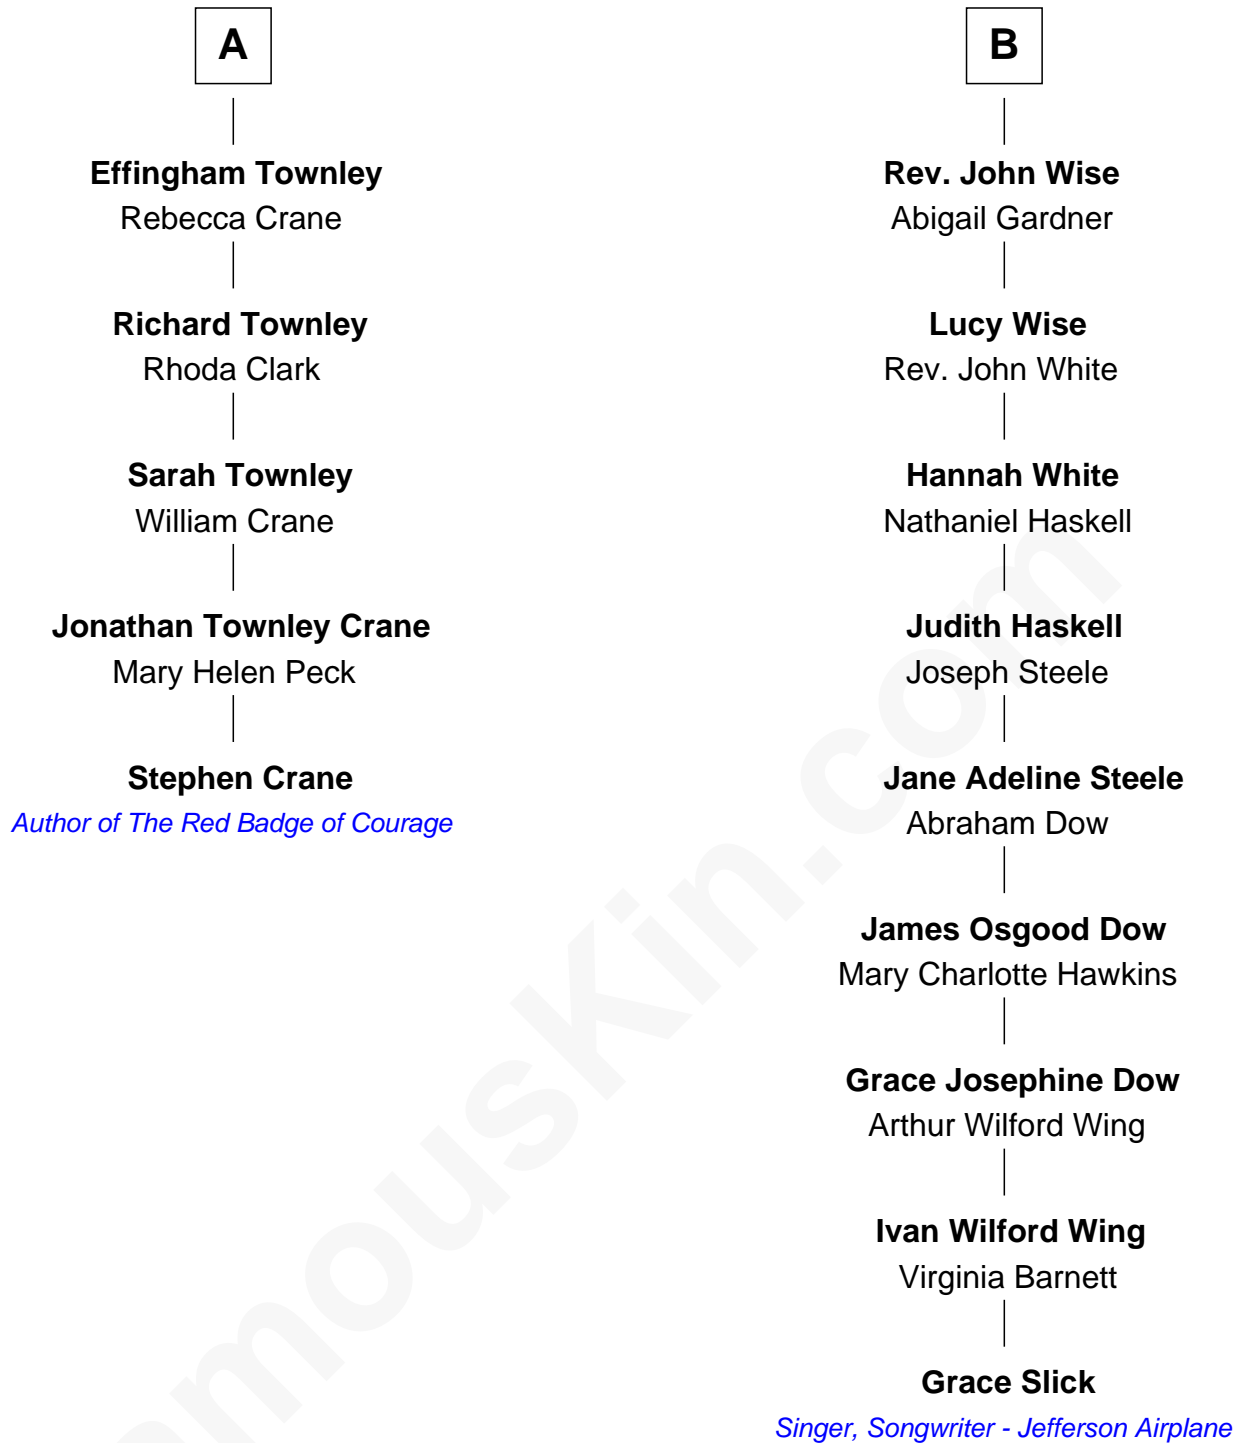 A
Effingham Townley
Rebecca Crane
Richard Townley
Rhoda Clark
Sarah Townley
William Crane
Jonathan Townley Crane
Mary Helen Peck
Stephen Crane
Author of The Red Badge of Courage
B
Rev. John Wise
Abigail Gardner
Lucy Wise
Rev. John White
Hannah White
Nathaniel Haskell
Judith Haskell
Joseph Steele
Jane Adeline Steele
Abraham Dow
James Osgood Dow
Mary Charlotte Hawkins
Grace Josephine Dow
Arthur Wilford Wing
Ivan Wilford Wing
Virginia Barnett
Grace Slick
Singer, Songwriter - Jefferson Airplane
amouskin.com